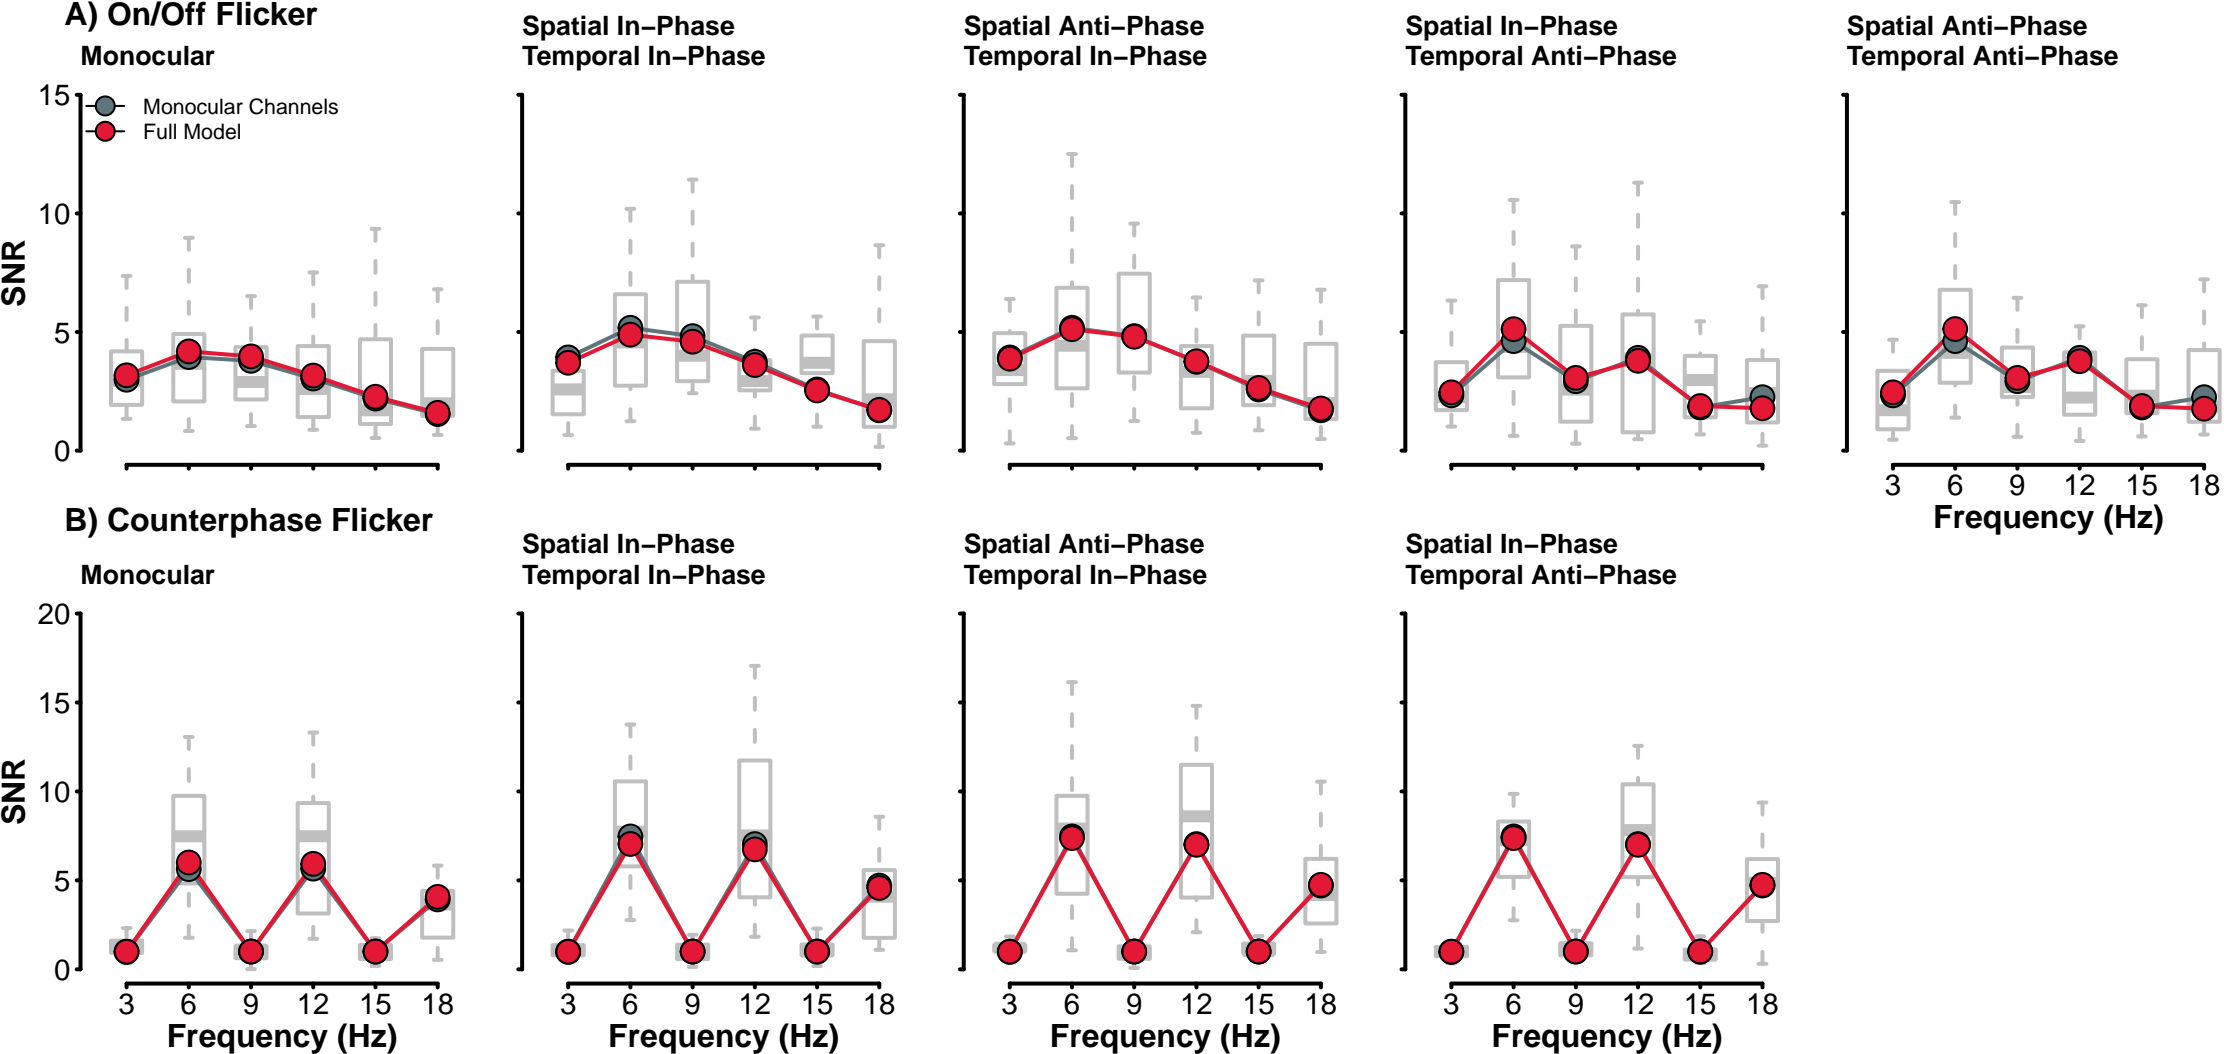 A) On/Off Flicker
Monocular
Spatial In–Phase
Temporal In–Phase
Spatial Anti–Phase
Temporal In–Phase
Spatial In–Phase
Temporal Anti–Phase
Spatial Anti–Phase
Temporal Anti–Phase
Monocular Channels
Full Model
15
10
5
0
SNR
3 6 9 12 15 18
Frequency (Hz)
B) Counterphase Flicker
Monocular
Spatial In–Phase
Temporal In–Phase
Spatial Anti–Phase
Temporal In–Phase
Spatial In–Phase
Temporal Anti–Phase
20
15
10
5
0
SNR
3 6 9 12 15 18
Frequency (Hz)
3 6 9 12 15 18
Frequency (Hz)
3 6 9 12 15 18
Frequency (Hz)
3 6 9 12 15 18
Frequency (Hz)